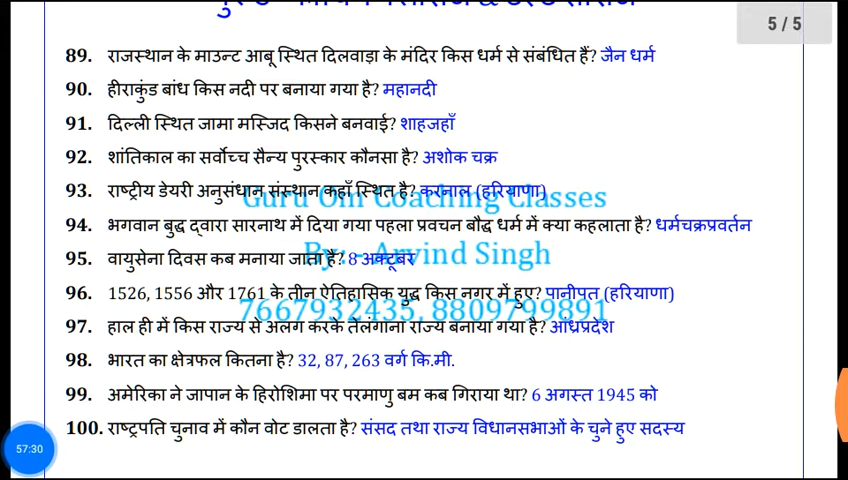 5 / 5
89. राजस्थान के माउन्ट आबू स्थित दिलवाड़ा के मंदिर किस धर्म से संबंधित हैं? जैन धर्म
90. हीराकुंड बांध किस नदी पर बनाया गया है? महानदी
91. दिल्ली स्थित जामा मस्जिद किसने बनवाई? शाहजहाँ
92. शांतिकाल का सर्वोच्च सैन्य पुरस्कार कौनसा है? अशोक चक्र
93. राष्ट्रीय डेयरी अनुसंधान संस्थान कहाँ स्थित है? करनाल (हरियाणा)
Guru Om Coaching Classes
94. भगवान बुद्ध द्वारा सारनाथ में दिया गया पहला प्रवचन बौद्ध धर्म में क्या कहलाता है? धर्मचक्रप्रवर्तन
By:- Arvind Singh
95. वायुसेना दिवस कब मनाया जाता है? 8 अक्टूबर
96. 1526, 1556 और 1761 के तीन ऐतिहासिक युद्ध किस नगर में हुए? पानीपत (हरियाणा)
7667932435, 8809799891
97. हाल ही में किस राज्य से अलग करके तेलंगाना राज्य बनाया गया है? आंध्रप्रदेश
98. भारत का क्षेत्रफल कितना है? 32, 87, 263 वर्ग कि.मी.
99. अमेरिका ने जापान के हिरोशिमा पर परमाणु बम कब गिराया था? 6 अगस्त 1945 को
100. राष्ट्रपति चुनाव में कौन वोट डालता है? संसद तथा राज्य विधानसभाओं के चुने हुए सदस्य
57:30